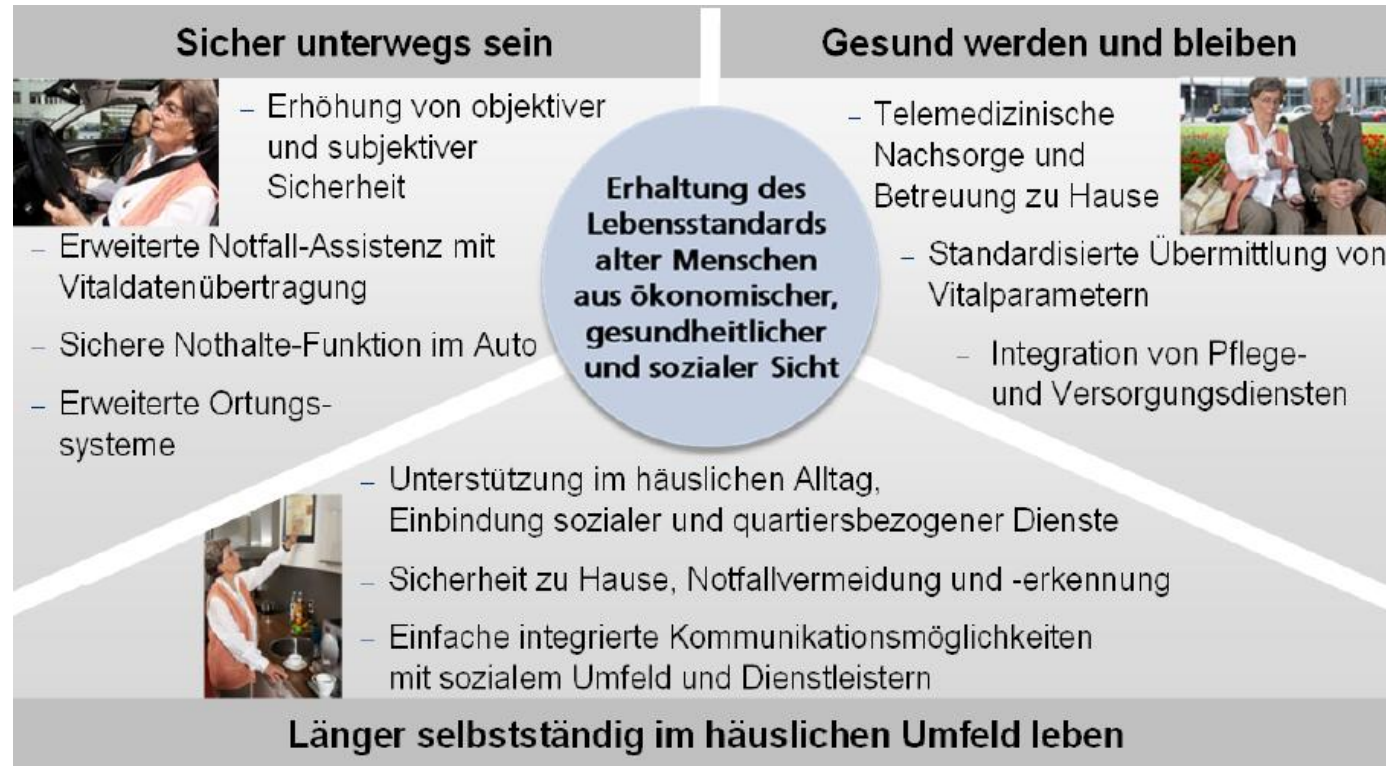 Sicher unterwegs sein
– Erhöhung von objektiver
und subjektiver
Sicherheit
– Erweiterte Notfall-Assistenz mit
Vitaldatenübertragung
– Sichere Nothalte-Funktion im Auto
– Erweiterte Ortungs-
systeme
Gesund werden und bleiben
– Telemedizinische
Nachsorge und
Betreuung zu Hause
– Standardisierte Übermittlung von
Vitalparametern
– Integration von Pflege-
und Versorgungsdiensten
Erhaltung des
Lebensstandards
alter Menschen
aus ökonomischer,
gesundheitlicher
und sozialer Sicht
– Unterstützung im häuslichen Alltag,
Einbindung sozialer und quartiersbezogener Dienste
– Sicherheit zu Hause, Notfallvermeidung und -erkennung
– Einfache integrierte Kommunikationsmöglichkeiten
mit sozialem Umfeld und Dienstleistern
Länger selbstständig im häuslichen Umfeld leben